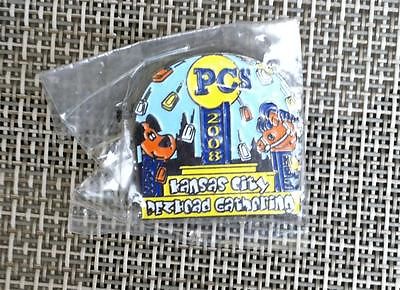 PCs
2008
Kansas City
Pezhead Gathering